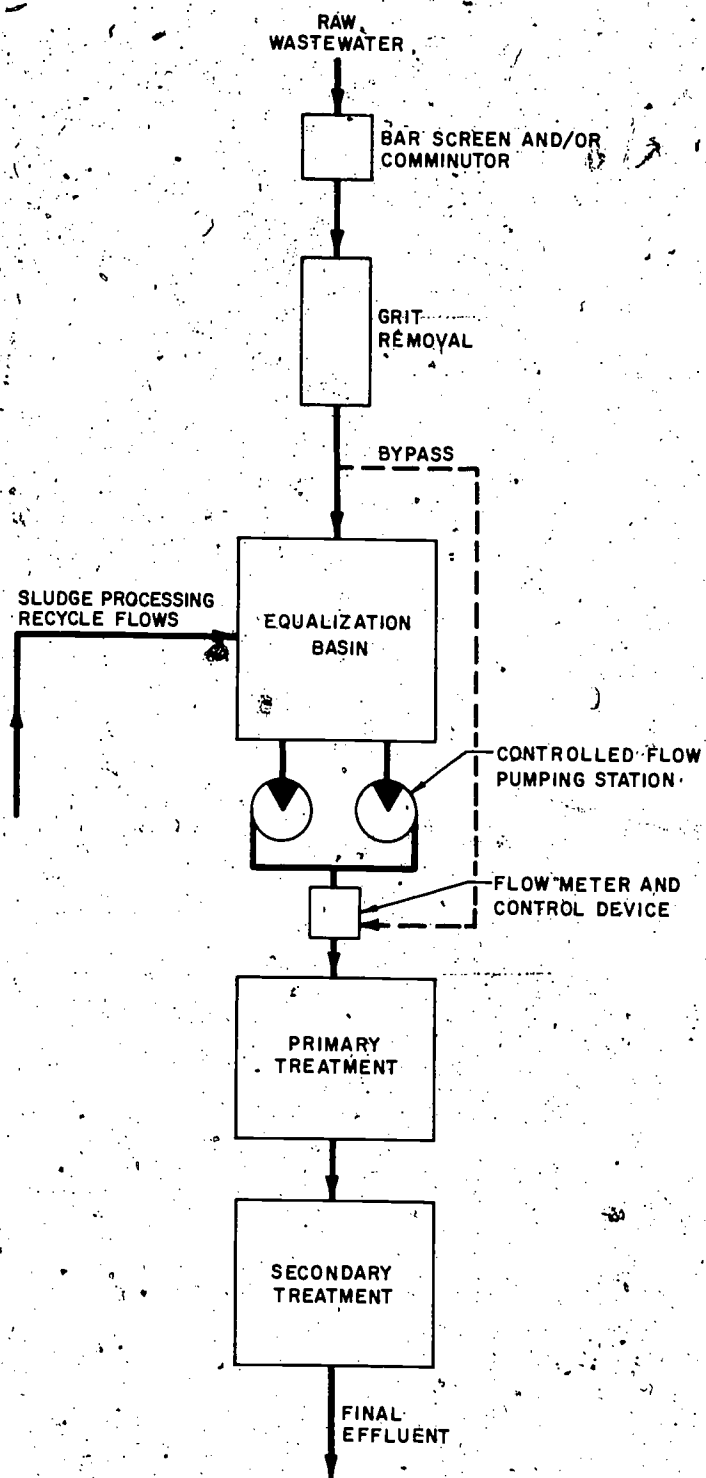 RAW
WASTEWATER
BAR SCREEN AND/OR
COMMINUTOR
GRIT
REMOVAL
BYPASS
SLUDGE PROCESSING
RECYCLE FLOWS
EQUALIZATION
BASIN
CONTROLLED FLOW
PUMPING STATION
FLOW METER AND
CONTROL DEVICE
PRIMARY
TREATMENT
SECONDARY
TREATMENT
FINAL
EFFLUENT